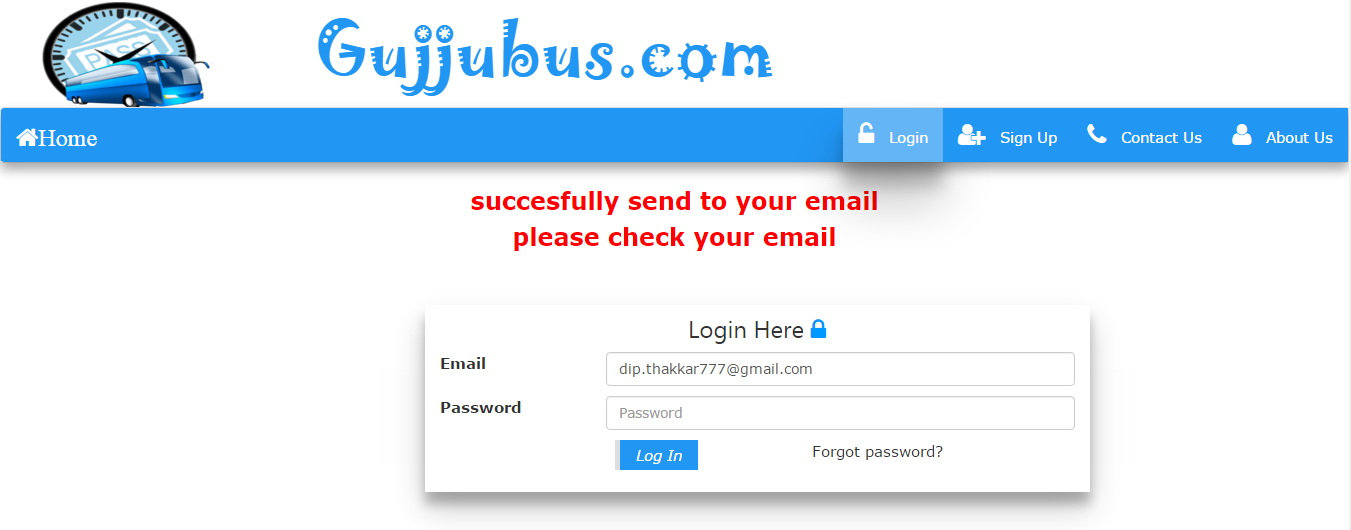 PASS
Gujjubus.com
Home
Login
Sign Up
Contact Us
About Us
succesfully send to your email
please check your email
Login Here
Email
dip.thakkar777@gmail.com
Password
Password
Log In
Forgot password?